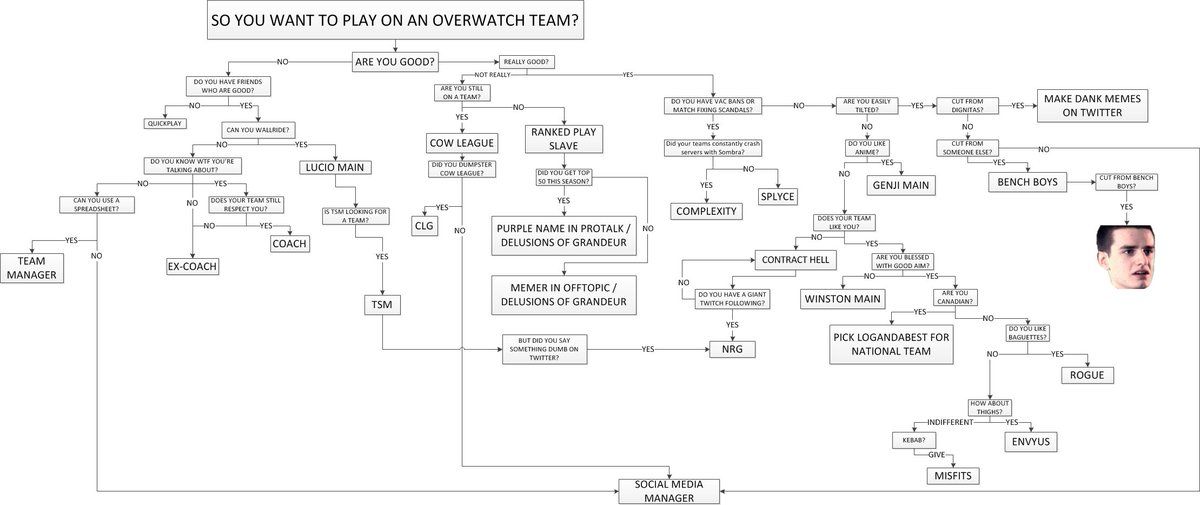 SO YOU WANT TO PLAY ON AN OVERWATCH TEAM?
NO
ARE YOU GOOD?
REALLY GOOD?
NOT REALLY
YES
DO YOU HAVE FRIENDS
WHO ARE GOOD?
NO
YES
QUICKPLAY
CAN YOU WALLRIDE?
NO
YES
DO YOU KNOW WTF YOU'RE
TALKING ABOUT?
LUCIO MAIN
NO
YES
CAN YOU USE A
SPREADSHEET?
DOES YOUR TEAM STILL
RESPECT YOU?
IS TSM LOOKING FOR
A TEAM?
NO
YES
YES
NO
COACH
TEAM
MANAGER
EX-COACH
YES
TSM
ARE YOU STILL
ON A TEAM?
NO
YES
COW LEAGUE
RANKED PLAY
SLAVE
DID YOU DUMPSTER
COW LEAGUE?
DID YOU GET TOP
50 THIS SEASON?
YES
NO
YES
NO
CLG
PURPLE NAME IN PROTALK /
DELUSIONS OF GRANDEUR
MEMER IN OFFTOPIC /
DELUSIONS OF GRANDEUR
BUT DID YOU SAY
SOMETHING DUMB ON
TWITTER?
YES
NRG
DO YOU HAVE VAC BANS OR
MATCH FIXING SCANDALS?
NO
YES
Did your teams constantly crash
servers with Sombra?
YES
NO
SPLYCE
COMPLEXITY
ARE YOU EASILY
TILTED?
YES
NO
CUT FROM
DIGNITAS?
YES
NO
MAKE DANK MEMES
ON TWITTER
DO YOU LIKE
ANIME?
YES
NO
GENJI MAIN
CUT FROM
SOMEONE ELSE?
NO
YES
BENCH BOYS
CUT FROM BENCH
BOYS?
YES
DOES YOUR TEAM
LIKE YOU?
NO
YES
CONTRACT HELL
NO
DO YOU HAVE A GIANT
TWITCH FOLLOWING?
YES
ARE YOU BLESSED
WITH GOOD AIM?
NO
YES
WINSTON MAIN
ARE YOU
CANADIAN?
YES
NO
PICK LOGANDABEST FOR
NATIONAL TEAM
DO YOU LIKE
BAGUETTES?
NO
YES
ROGUE
HOW ABOUT
THIGHS?
INDIFFERENT
YES
KEBAB?
ENVYUS
GIVE
MISFITS
SOCIAL MEDIA
MANAGER